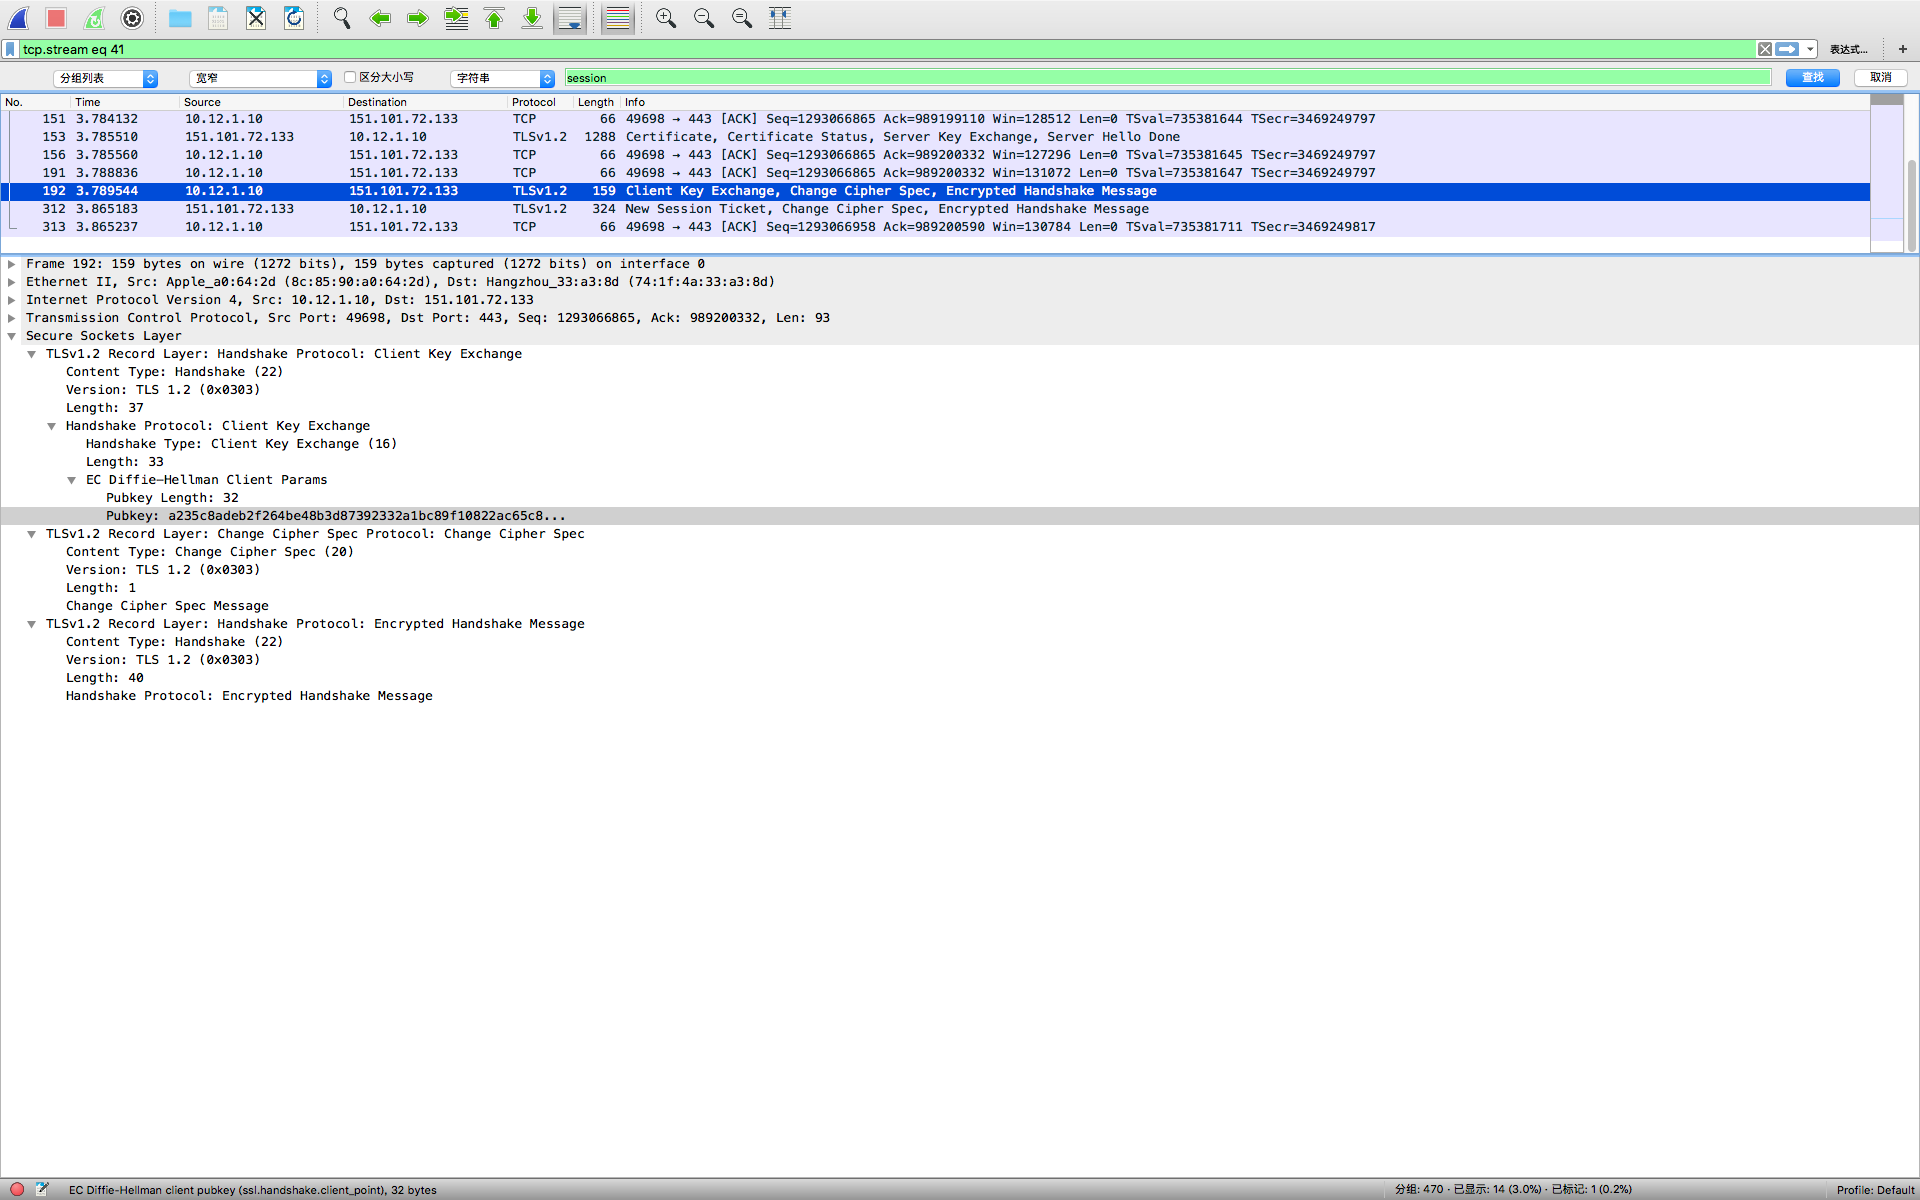 tcp.stream eq 41 表达式… +
分组列表 宽窄 区分大小写 字符串 session 查找 取消
No. Time Source Destination Protocol Length Info
151 3.784132 10.12.1.10 151.101.72.133 TCP 66 49698 → 443 [ACK] Seq=1293066865 Ack=989199110 Win=128512 Len=0 TSval=735381644 TSecr=3469249797
153 3.785510 151.101.72.133 10.12.1.10 TLSv1.2 1288 Certificate, Certificate Status, Server Key Exchange, Server Hello Done
156 3.785560 10.12.1.10 151.101.72.133 TCP 66 49698 → 443 [ACK] Seq=1293066865 Ack=989200332 Win=127296 Len=0 TSval=735381645 TSecr=3469249797
191 3.788836 10.12.1.10 151.101.72.133 TCP 66 49698 → 443 [ACK] Seq=1293066865 Ack=989200332 Win=131072 Len=0 TSval=735381647 TSecr=3469249797
192 3.789544 10.12.1.10 151.101.72.133 TLSv1.2 159 Client Key Exchange, Change Cipher Spec, Encrypted Handshake Message
312 3.865183 151.101.72.133 10.12.1.10 TLSv1.2 324 New Session Ticket, Change Cipher Spec, Encrypted Handshake Message
313 3.865237 10.12.1.10 151.101.72.133 TCP 66 49698 → 443 [ACK] Seq=1293066958 Ack=989200590 Win=130784 Len=0 TSval=735381711 TSecr=3469249817
Frame 192: 159 bytes on wire (1272 bits), 159 bytes captured (1272 bits) on interface 0
Ethernet II, Src: Apple_a0:64:2d (8c:85:90:a0:64:2d), Dst: Hangzhou_33:a3:8d (74:1f:4a:33:a3:8d)
Internet Protocol Version 4, Src: 10.12.1.10, Dst: 151.101.72.133
Transmission Control Protocol, Src Port: 49698, Dst Port: 443, Seq: 1293066865, Ack: 989200332, Len: 93
Secure Sockets Layer
TLSv1.2 Record Layer: Handshake Protocol: Client Key Exchange
Content Type: Handshake (22)
Version: TLS 1.2 (0x0303)
Length: 37
Handshake Protocol: Client Key Exchange
Handshake Type: Client Key Exchange (16)
Length: 33
EC Diffie-Hellman Client Params
Pubkey Length: 32
Pubkey: a235c8adeb2f264be48b3d87392332a1bc89f10822ac65c8...
TLSv1.2 Record Layer: Change Cipher Spec Protocol: Change Cipher Spec
Content Type: Change Cipher Spec (20)
Version: TLS 1.2 (0x0303)
Length: 1
Change Cipher Spec Message
TLSv1.2 Record Layer: Handshake Protocol: Encrypted Handshake Message
Content Type: Handshake (22)
Version: TLS 1.2 (0x0303)
Length: 40
Handshake Protocol: Encrypted Handshake Message
EC Diffie-Hellman client pubkey (ssl.handshake.client_point), 32 bytes 分组: 470 · 已显示: 14 (3.0%) · 已标记: 1 (0.2%) Profile: Default